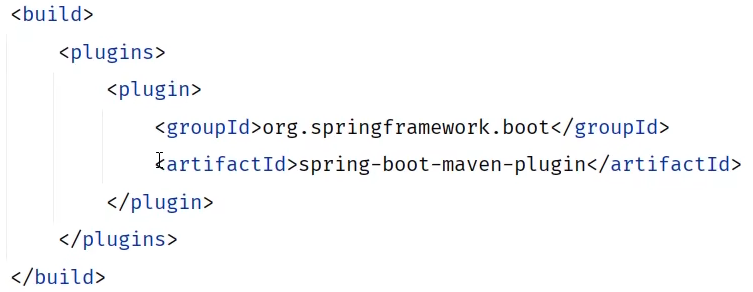 <build>
    <plugins>
        <plugin>
            <groupId>org.springframework.boot</groupId>
            <artifactId>spring-boot-maven-plugin</artifactId>
        </plugin>
    </plugins>
</build>